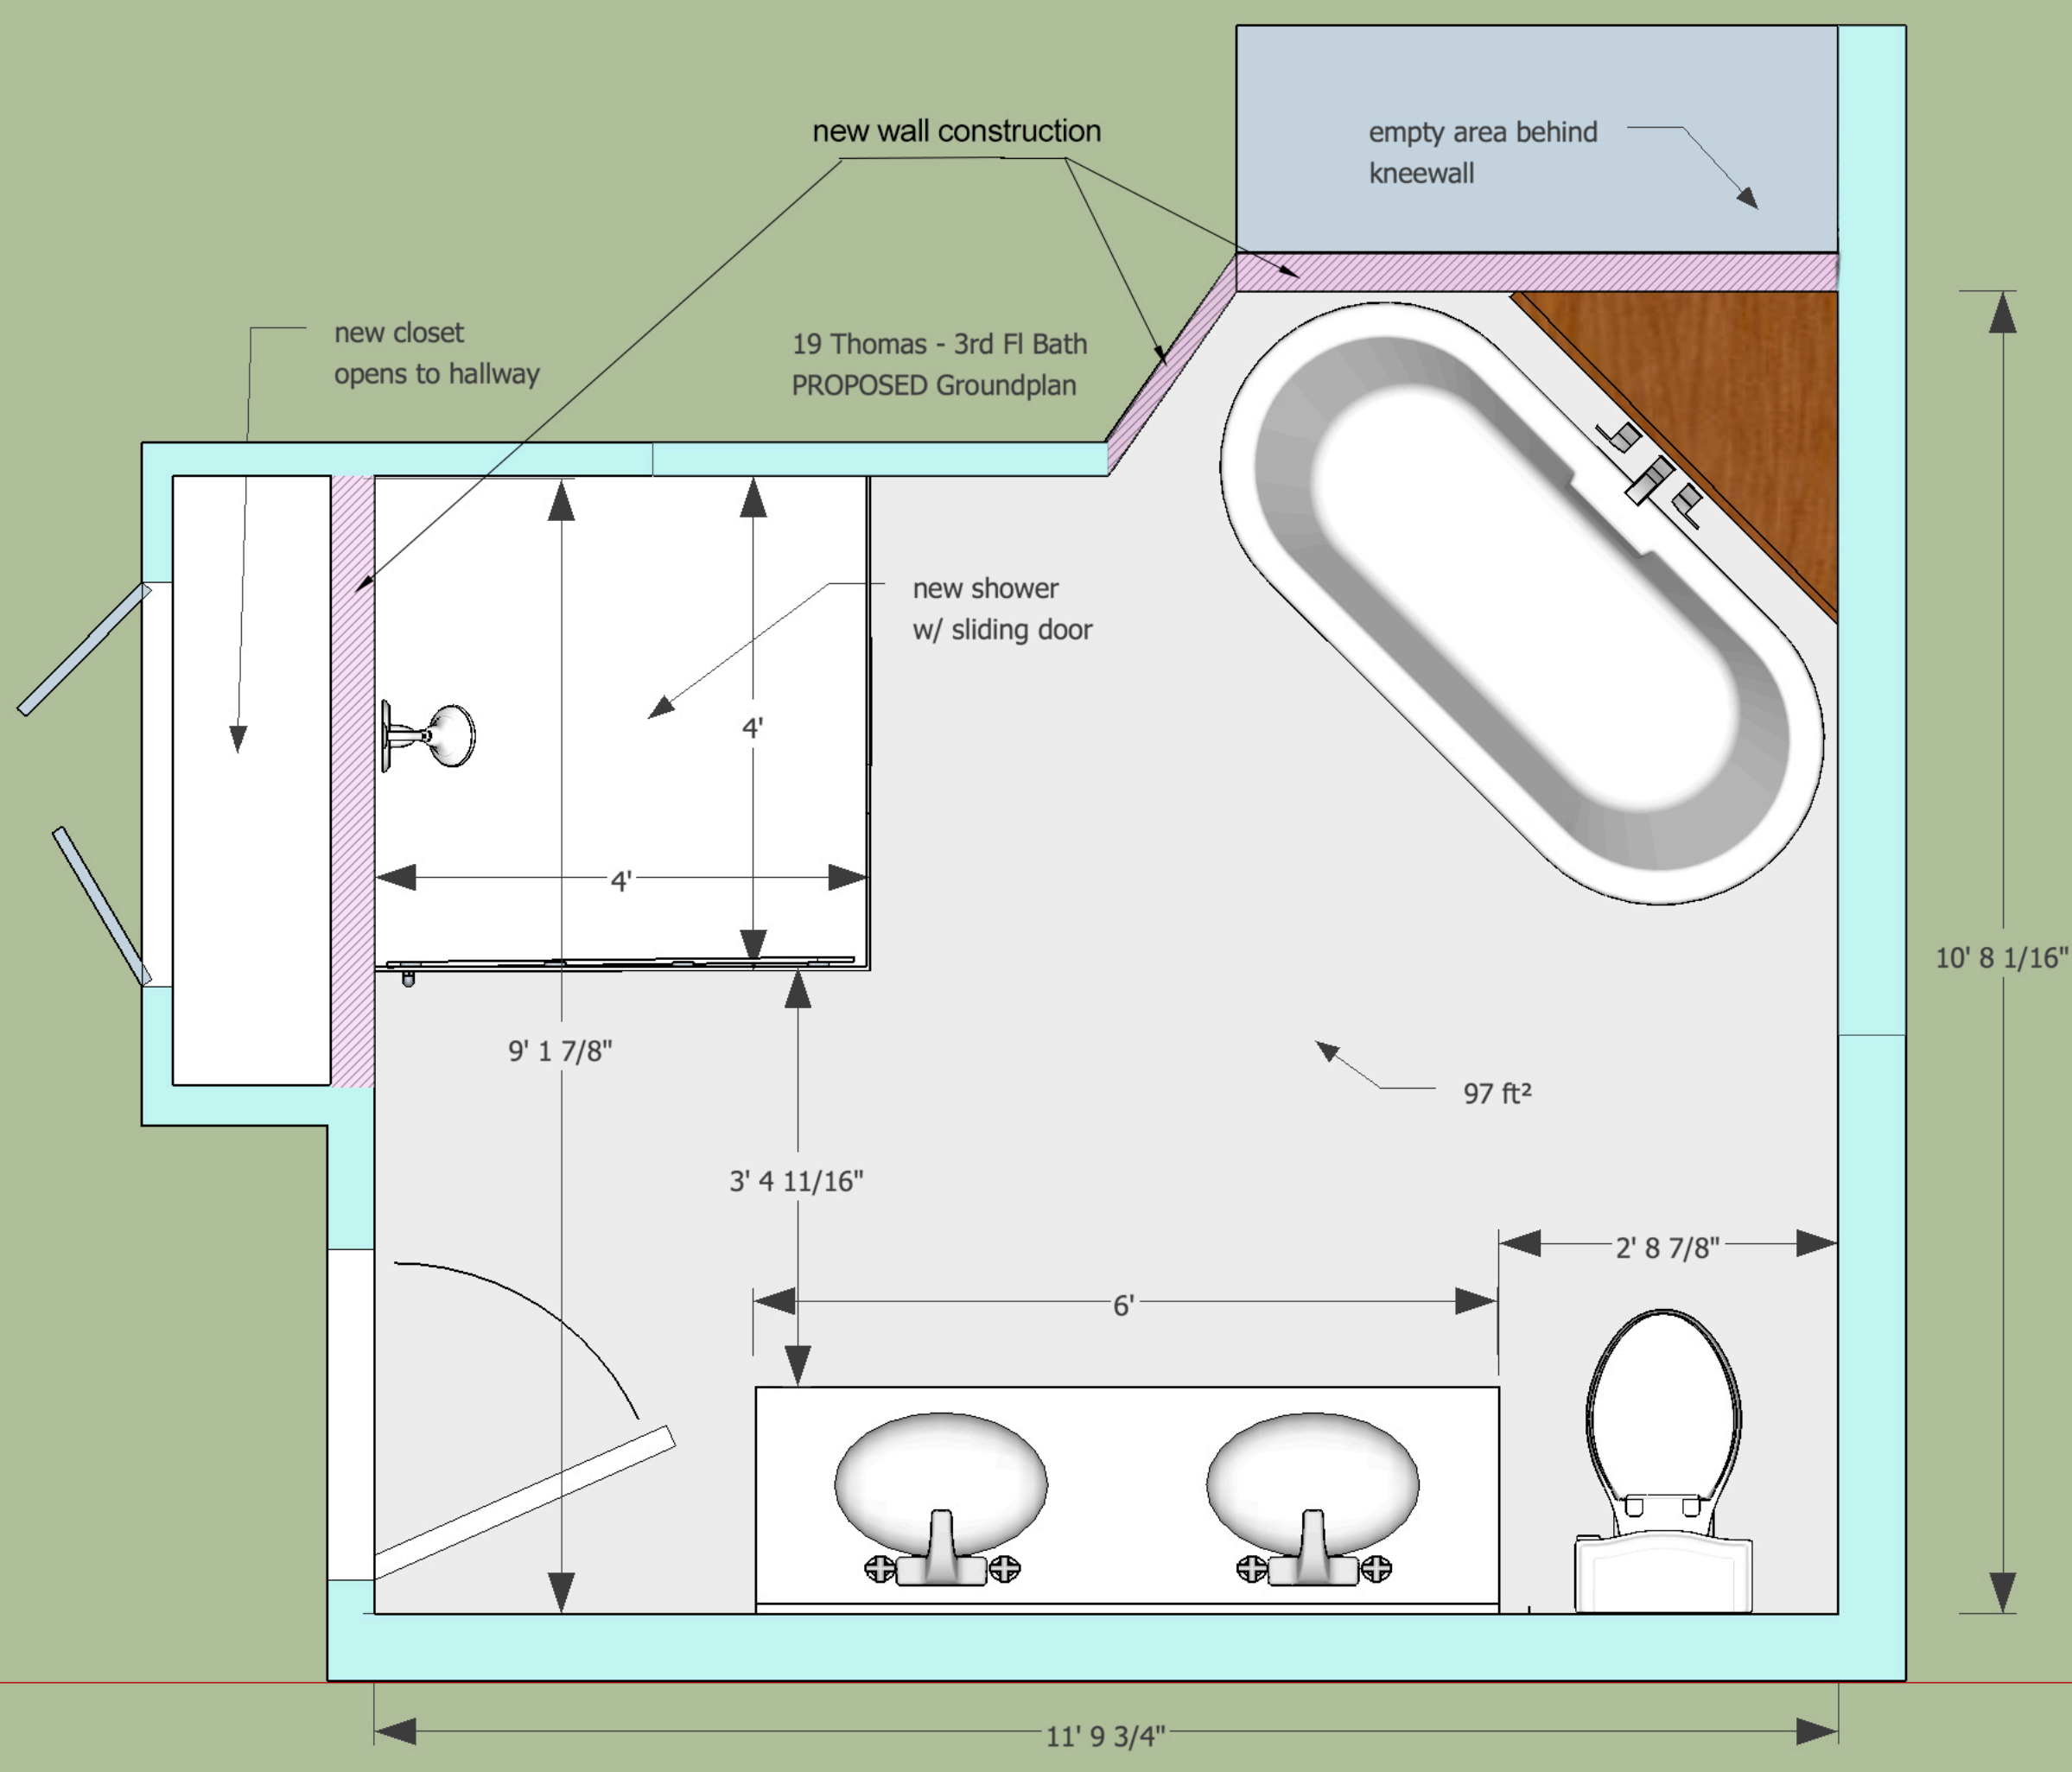 new wall construction
empty area behind
kneewall
new closet
opens to hallway
19 Thomas - 3rd Fl Bath
PROPOSED Groundplan
new shower
w/ sliding door
4'
4'
10' 8 1/16"
9' 1 7/8"
97 ft²
3' 4 11/16"
2' 8 7/8"
6'
11' 9 3/4"